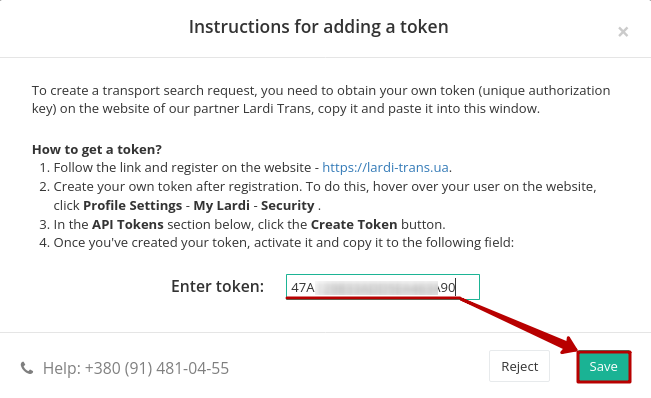 Instructions for adding a token
×
To create a transport search request, you need to obtain your own token (unique authorization
key) on the website of our partner Lardi Trans, copy it and paste it into this window.
How to get a token?
1. Follow the link and register on the website - https://lardi-trans.ua.
2. Create your own token after registration. To do this, hover over your user on the website,
click Profile Settings - My Lardi - Security .
3. In the API Tokens section below, click the Create Token button.
4. Once you've created your token, activate it and copy it to the following field:
Enter token: 47A A90
Help: +380 (91) 481-04-55 Reject Save